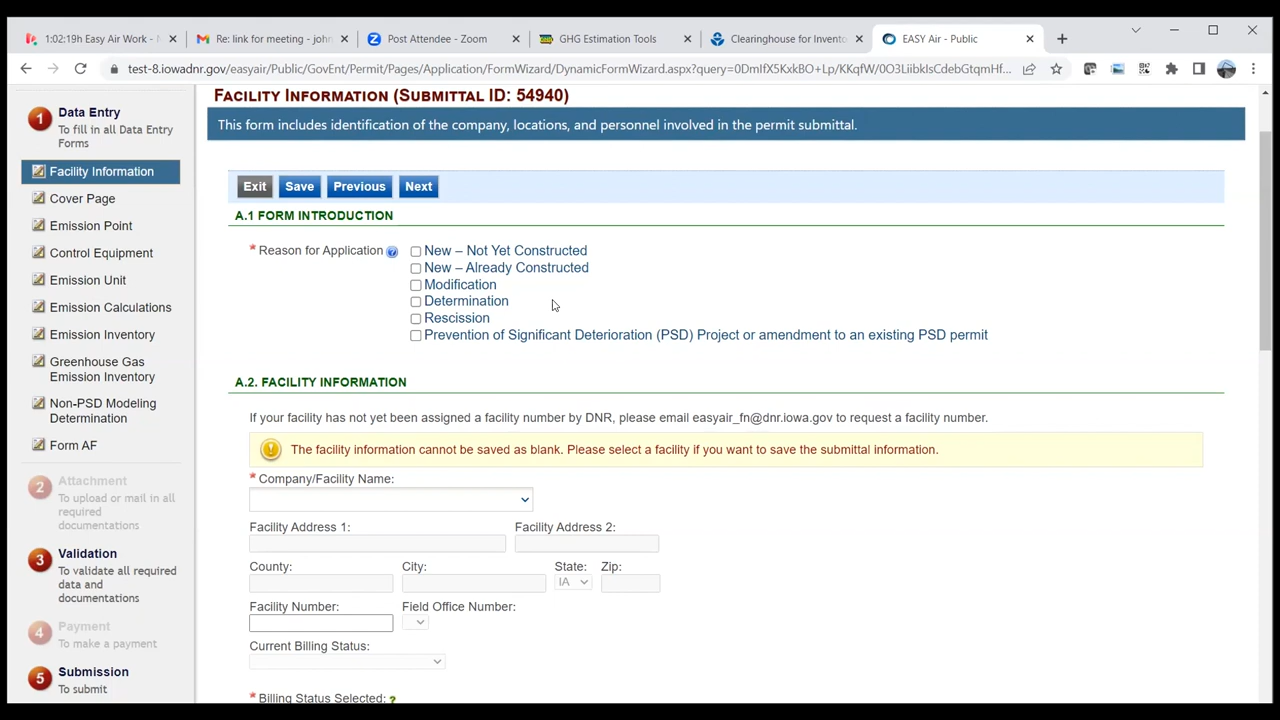 1:02:19h Easy Air Work - N
Re: link for meeting - john
Post Attendee - Zoom
GHG Estimation Tools
Clearinghouse for Invento
EASY Air - Public
test-8.iowadnr.gov/easyair/Public/GovEnt/Permit/Pages/Application/FormWizard/DynamicFormWizard.aspx?query=0DmIfX5KxkBO+Lp/KKqfW/0O3LiibkIsCdebGtqmHf...
FACILITY INFORMATION (SUBMITTAL ID: 54940)
This form includes identification of the company, locations, and personnel involved in the permit submittal.
1
Data Entry
To fill in all Data Entry
Forms
Facility Information
Cover Page
Emission Point
Control Equipment
Emission Unit
Emission Calculations
Emission Inventory
Greenhouse Gas
Emission Inventory
Non-PSD Modeling
Determination
Form AF
2
Attachment
To upload or mail in all
required
documentations
3
Validation
To validate all required
data and
documentations
4
Payment
To make a payment
5
Submission
To submit
Exit
Save
Previous
Next
A.1 FORM INTRODUCTION
* Reason for Application ?
New – Not Yet Constructed
New – Already Constructed
Modification
Determination
Rescission
Prevention of Significant Deterioration (PSD) Project or amendment to an existing PSD permit
A.2. FACILITY INFORMATION
If your facility has not yet been assigned a facility number by DNR, please email easyair_fn@dnr.iowa.gov to request a facility number.
The facility information cannot be saved as blank. Please select a facility if you want to save the submittal information.
* Company/Facility Name:
Facility Address 1:
Facility Address 2:
County:
City:
State:
Zip:
IA
Facility Number:
Field Office Number:
Current Billing Status:
* Billing Status Selected: ?